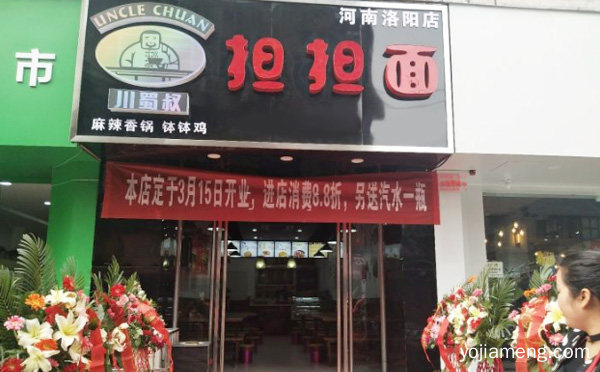 UNCLE CHUAN
川蜀叔
麻辣香锅 钵钵鸡
担担面
河南洛阳店
市
本店定于3月15日开业，进店消费8.8折，另送汽水一瓶
yojiameng.com